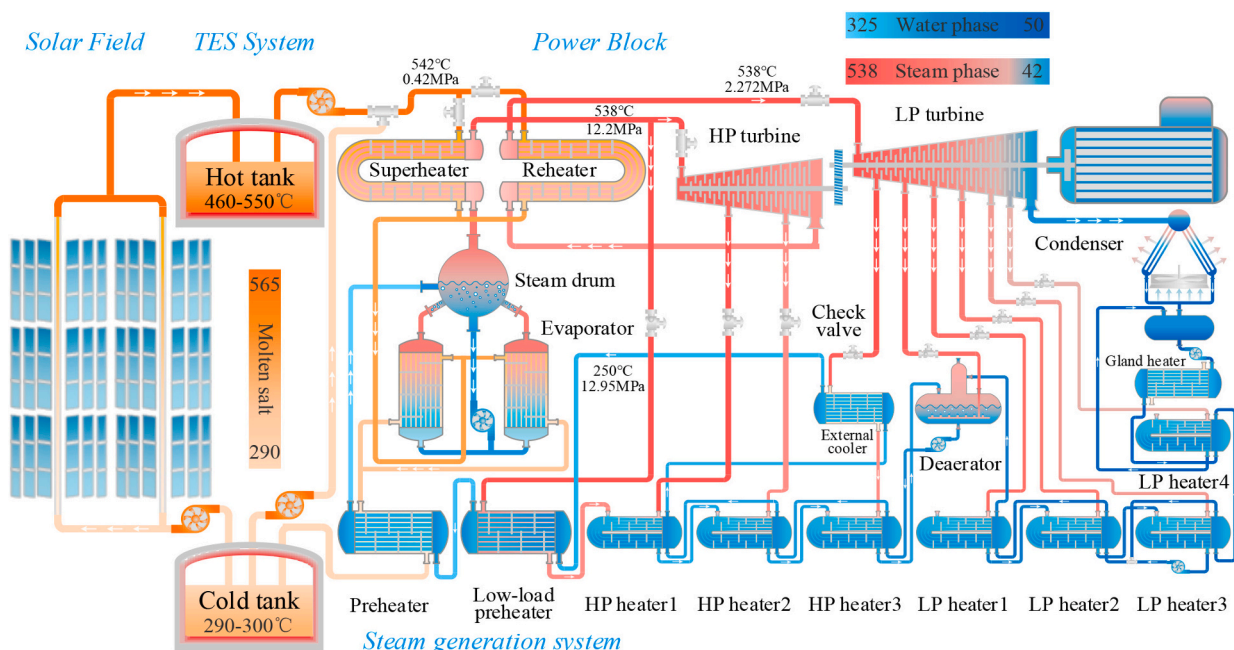 Solar Field
TES System
Power Block
325 Water phase 50
538 Steam phase 42
542℃
0.42MPa
538℃
2.272MPa
538℃
12.2MPa
HP turbine
LP turbine
Hot tank
460-550℃
Superheater
Reheater
Condenser
Steam drum
565
Molten salt
290
Evaporator
Check
valve
250℃
12.95MPa
Gland heater
External
cooler
Deaerator
LP heater4
Cold tank
290-300℃
Preheater
Low-load
preheater
HP heater1
HP heater2
HP heater3
LP heater1
LP heater2
LP heater3
Steam generation system